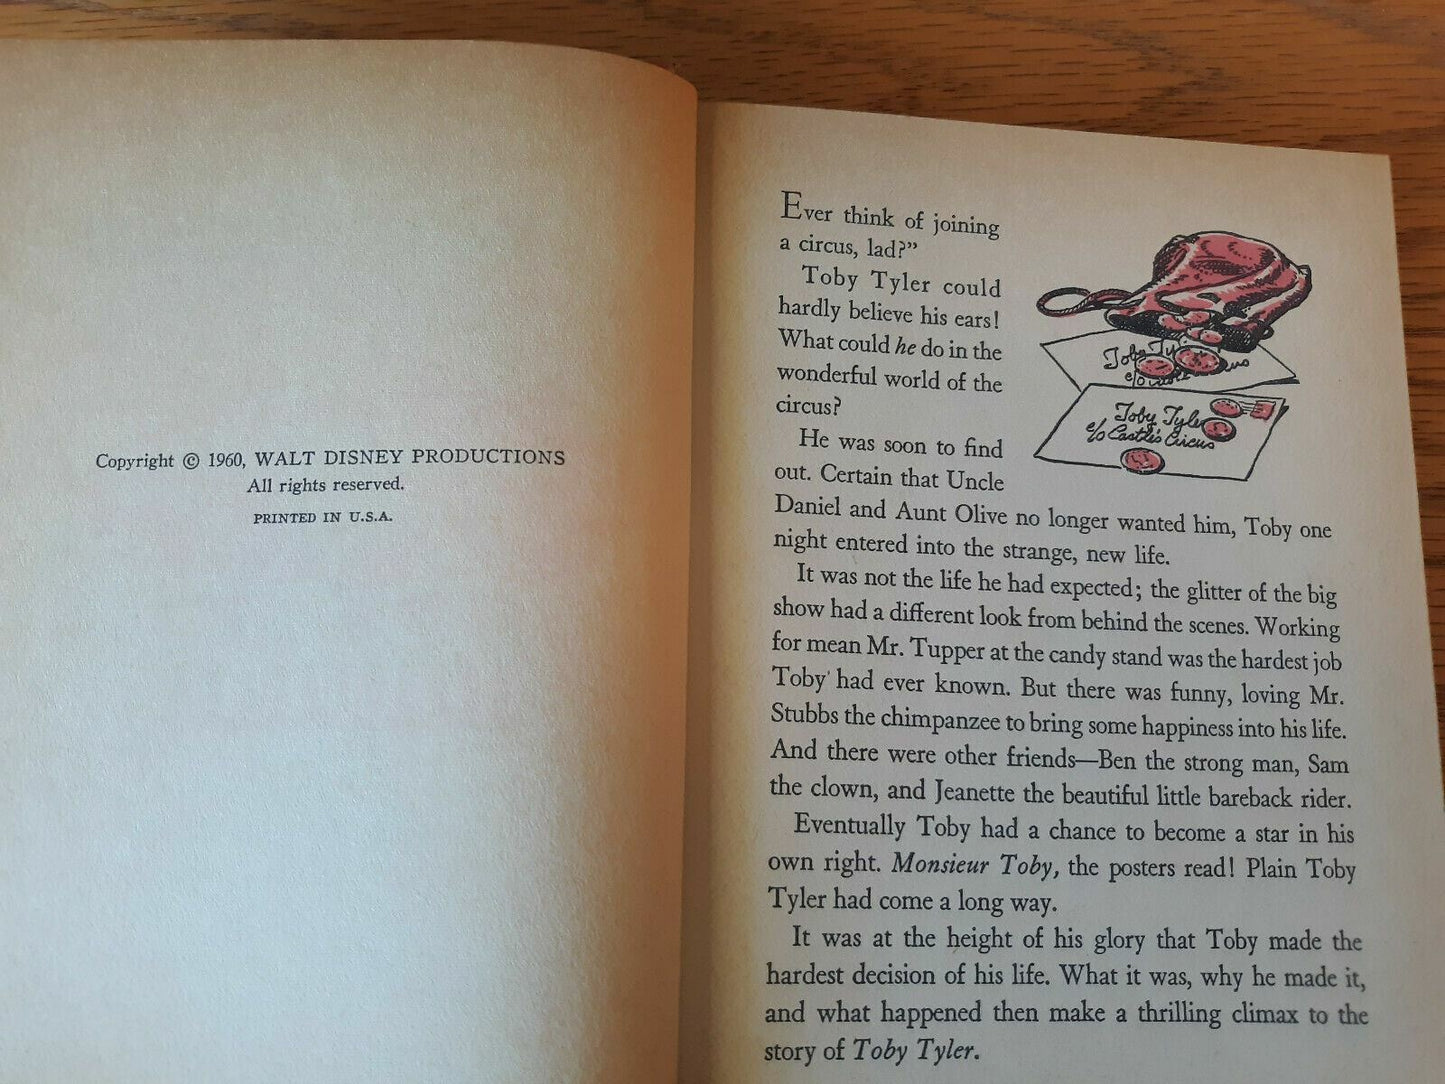 Copyright © 1960, WALT DISNEY PRODUCTIONS
All rights reserved.
PRINTED IN U.S.A.
Ever think of joining
a circus, lad?”
Toby Tyler could
hardly believe his ears!
What could he do in the
wonderful world of the
circus?
He was soon to find
out. Certain that Uncle
Daniel and Aunt Olive no longer wanted him, Toby one
night entered into the strange, new life.
It was not the life he had expected; the glitter of the big
show had a different look from behind the scenes. Working
for mean Mr. Tupper at the candy stand was the hardest job
Toby had ever known. But there was funny, loving Mr.
Stubbs the chimpanzee to bring some happiness into his life.
And there were other friends—Ben the strong man, Sam
the clown, and Jeanette the beautiful little bareback rider.
Eventually Toby had a chance to become a star in his
own right. Monsieur Toby, the posters read! Plain Toby
Tyler had come a long way.
It was at the height of his glory that Toby made the
hardest decision of his life. What it was, why he made it,
and what happened then make a thrilling climax to the
story of Toby Tyler.
Toby Ty
c/o
Toby Tyler
c/o Castle's Circus